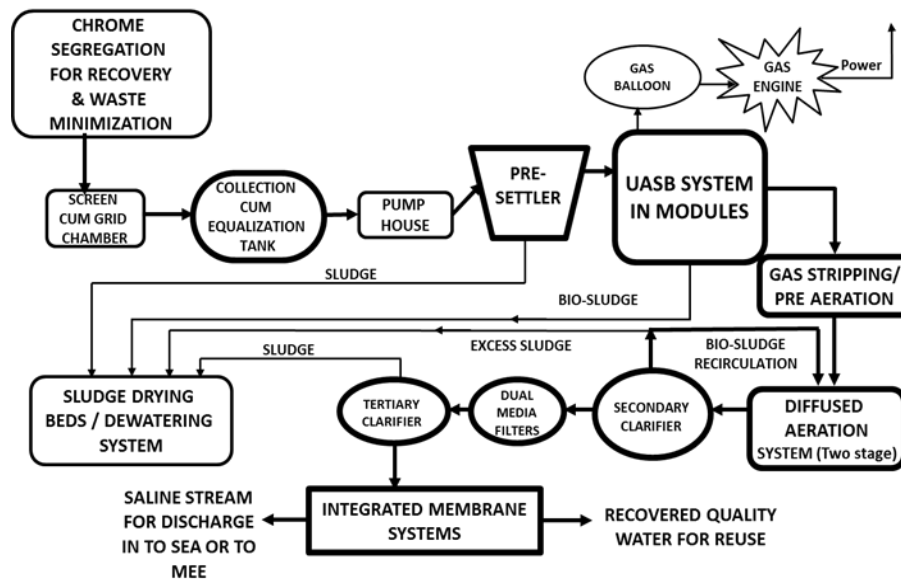 CHROME
SEGREGATION
FOR RECOVERY
& WASTE
MINIMIZATION
GAS
BALLOON
GAS
ENGINE
Power
SCREEN
CUM GRID
CHAMBER
COLLECTION
CUM
EQUALIZATION
TANK
PUMP
HOUSE
PRE-
SETTLER
UASB SYSTEM
IN MODULES
SLUDGE
GAS STRIPPING/
PRE AERATION
BIO-SLUDGE
EXCESS SLUDGE
BIO-SLUDGE
RECIRCULATION
SLUDGE
SLUDGE DRYING
BEDS / DEWATERING
SYSTEM
TERTIARY
CLARIFIER
DUAL
MEDIA
FILTERS
SECONDARY
CLARIFIER
DIFFUSED
AERATION
SYSTEM (Two stage)
SALINE STREAM
FOR DISCHARGE
IN TO SEA OR TO
MEE
INTEGRATED MEMBRANE
SYSTEMS
RECOVERED QUALITY
WATER FOR REUSE